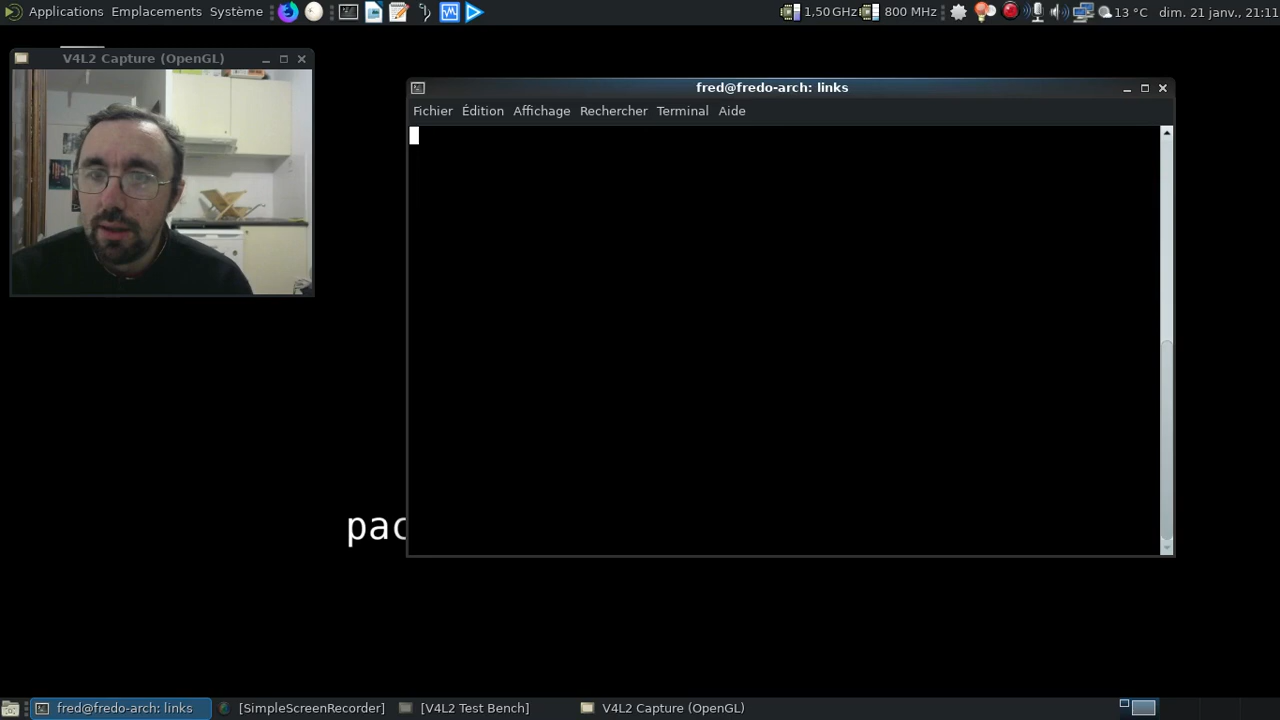 Applications Emplacements Système
1,50 GHz 800 MHz 13 °C dim. 21 janv., 21:11
V4L2 Capture (OpenGL)
fred@fredo-arch: links
Fichier Édition Affichage Rechercher Terminal Aide
pac
fred@fredo-arch: links [SimpleScreenRecorder] [V4L2 Test Bench] V4L2 Capture (OpenGL)